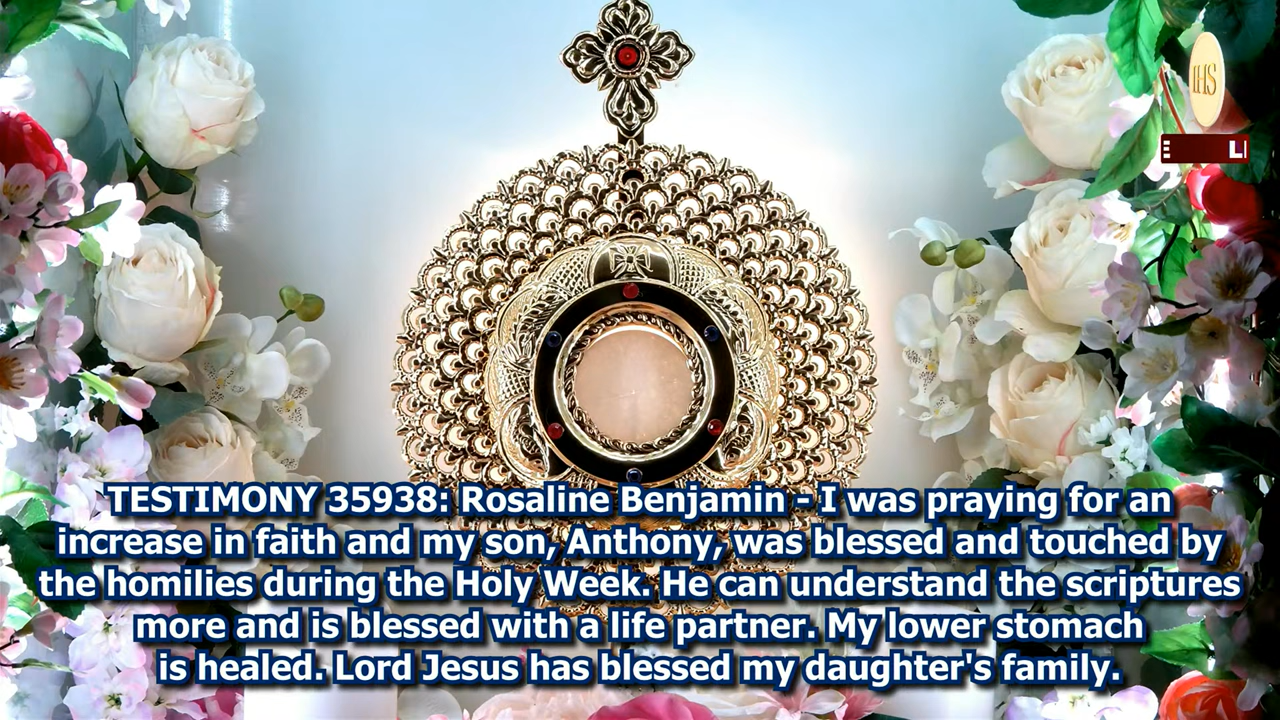 IHS
L
TESTIMONY 35938: Rosaline Benjamin - I was praying for an
increase in faith and my son, Anthony, was blessed and touched by
the homilies during the Holy Week. He can understand the scriptures
more and is blessed with a life partner. My lower stomach
is healed. Lord Jesus has blessed my daughter's family.